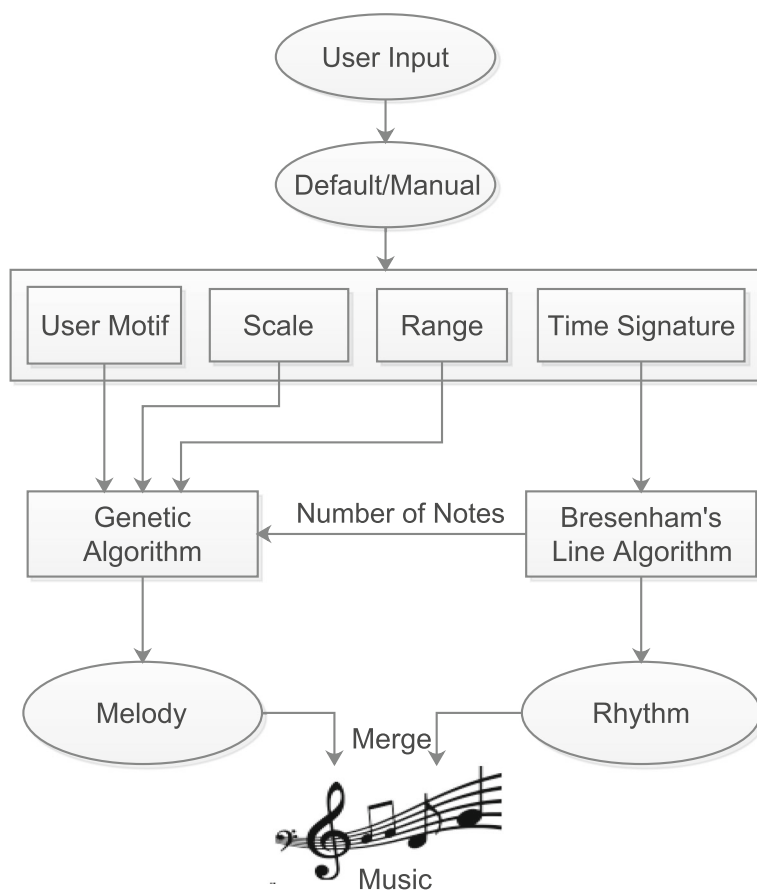 User Input
Default/Manual
User Motif
Scale
Range
Time Signature
Genetic
Algorithm
Number of Notes
Bresenham's
Line Algorithm
Melody
Rhythm
Merge
Music